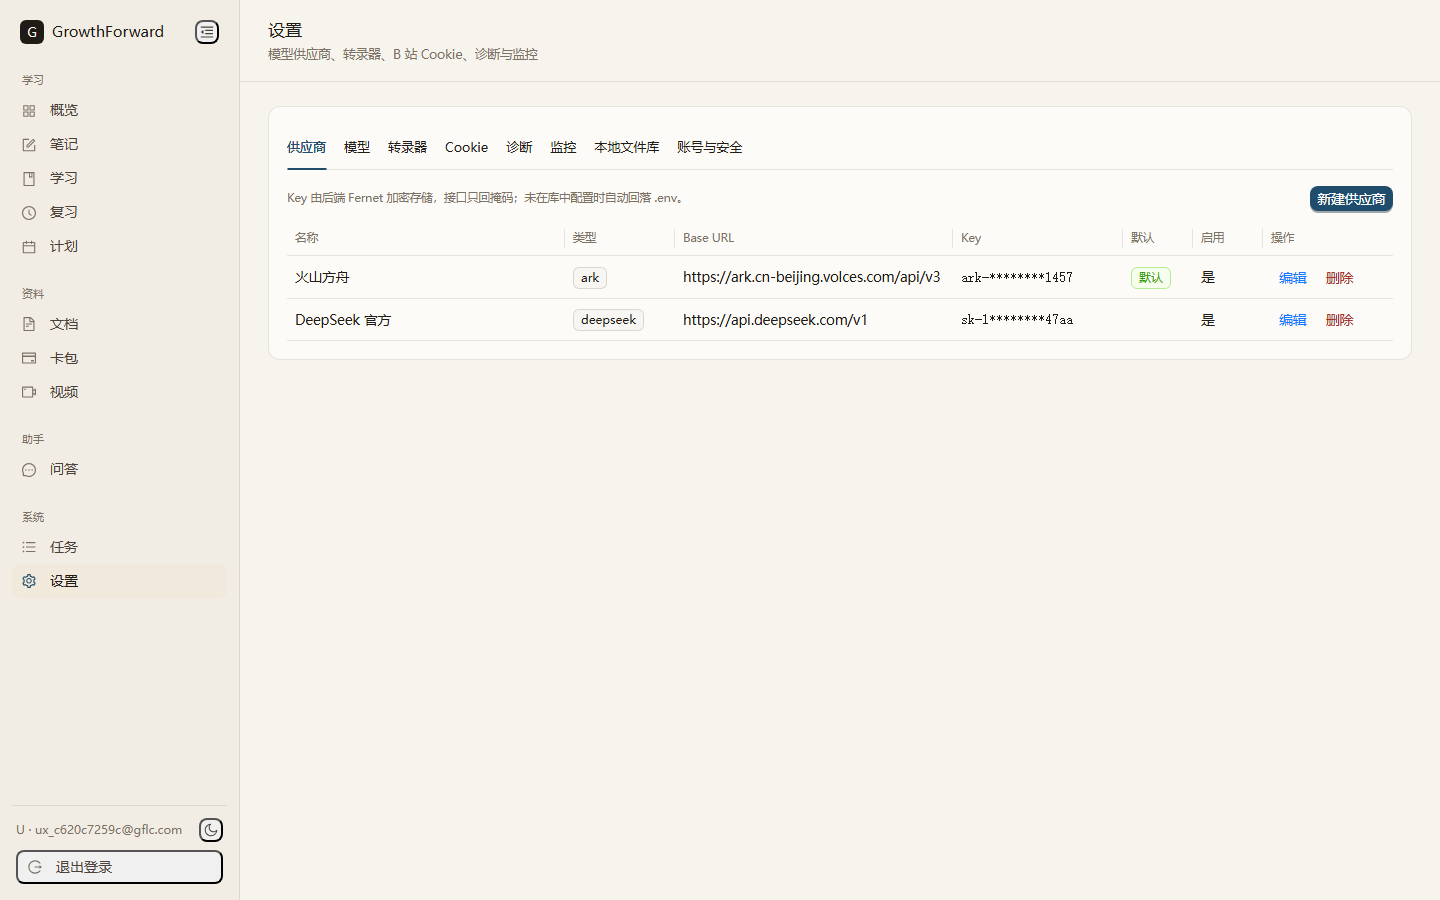 G GrowthForward
学习
概览
笔记
学习
复习
计划
资料
文档
卡包
视频
助手
问答
系统
任务
设置
U · ux_c620c7259c@gflc.com
退出登录
设置
模型供应商、转录器、B 站 Cookie、诊断与监控
供应商 模型 转录器 Cookie 诊断 监控 本地文件库 账号与安全
Key 由后端 Fernet 加密存储，接口只回掩码；未在库中配置时自动回落 .env。 新建供应商
名称 类型 Base URL Key 默认 启用 操作
火山方舟 ark https://ark.cn-beijing.volces.com/api/v3 ark-********1457 默认 是 编辑 删除
DeepSeek 官方 deepseek https://api.deepseek.com/v1 sk-1********47aa 是 编辑 删除